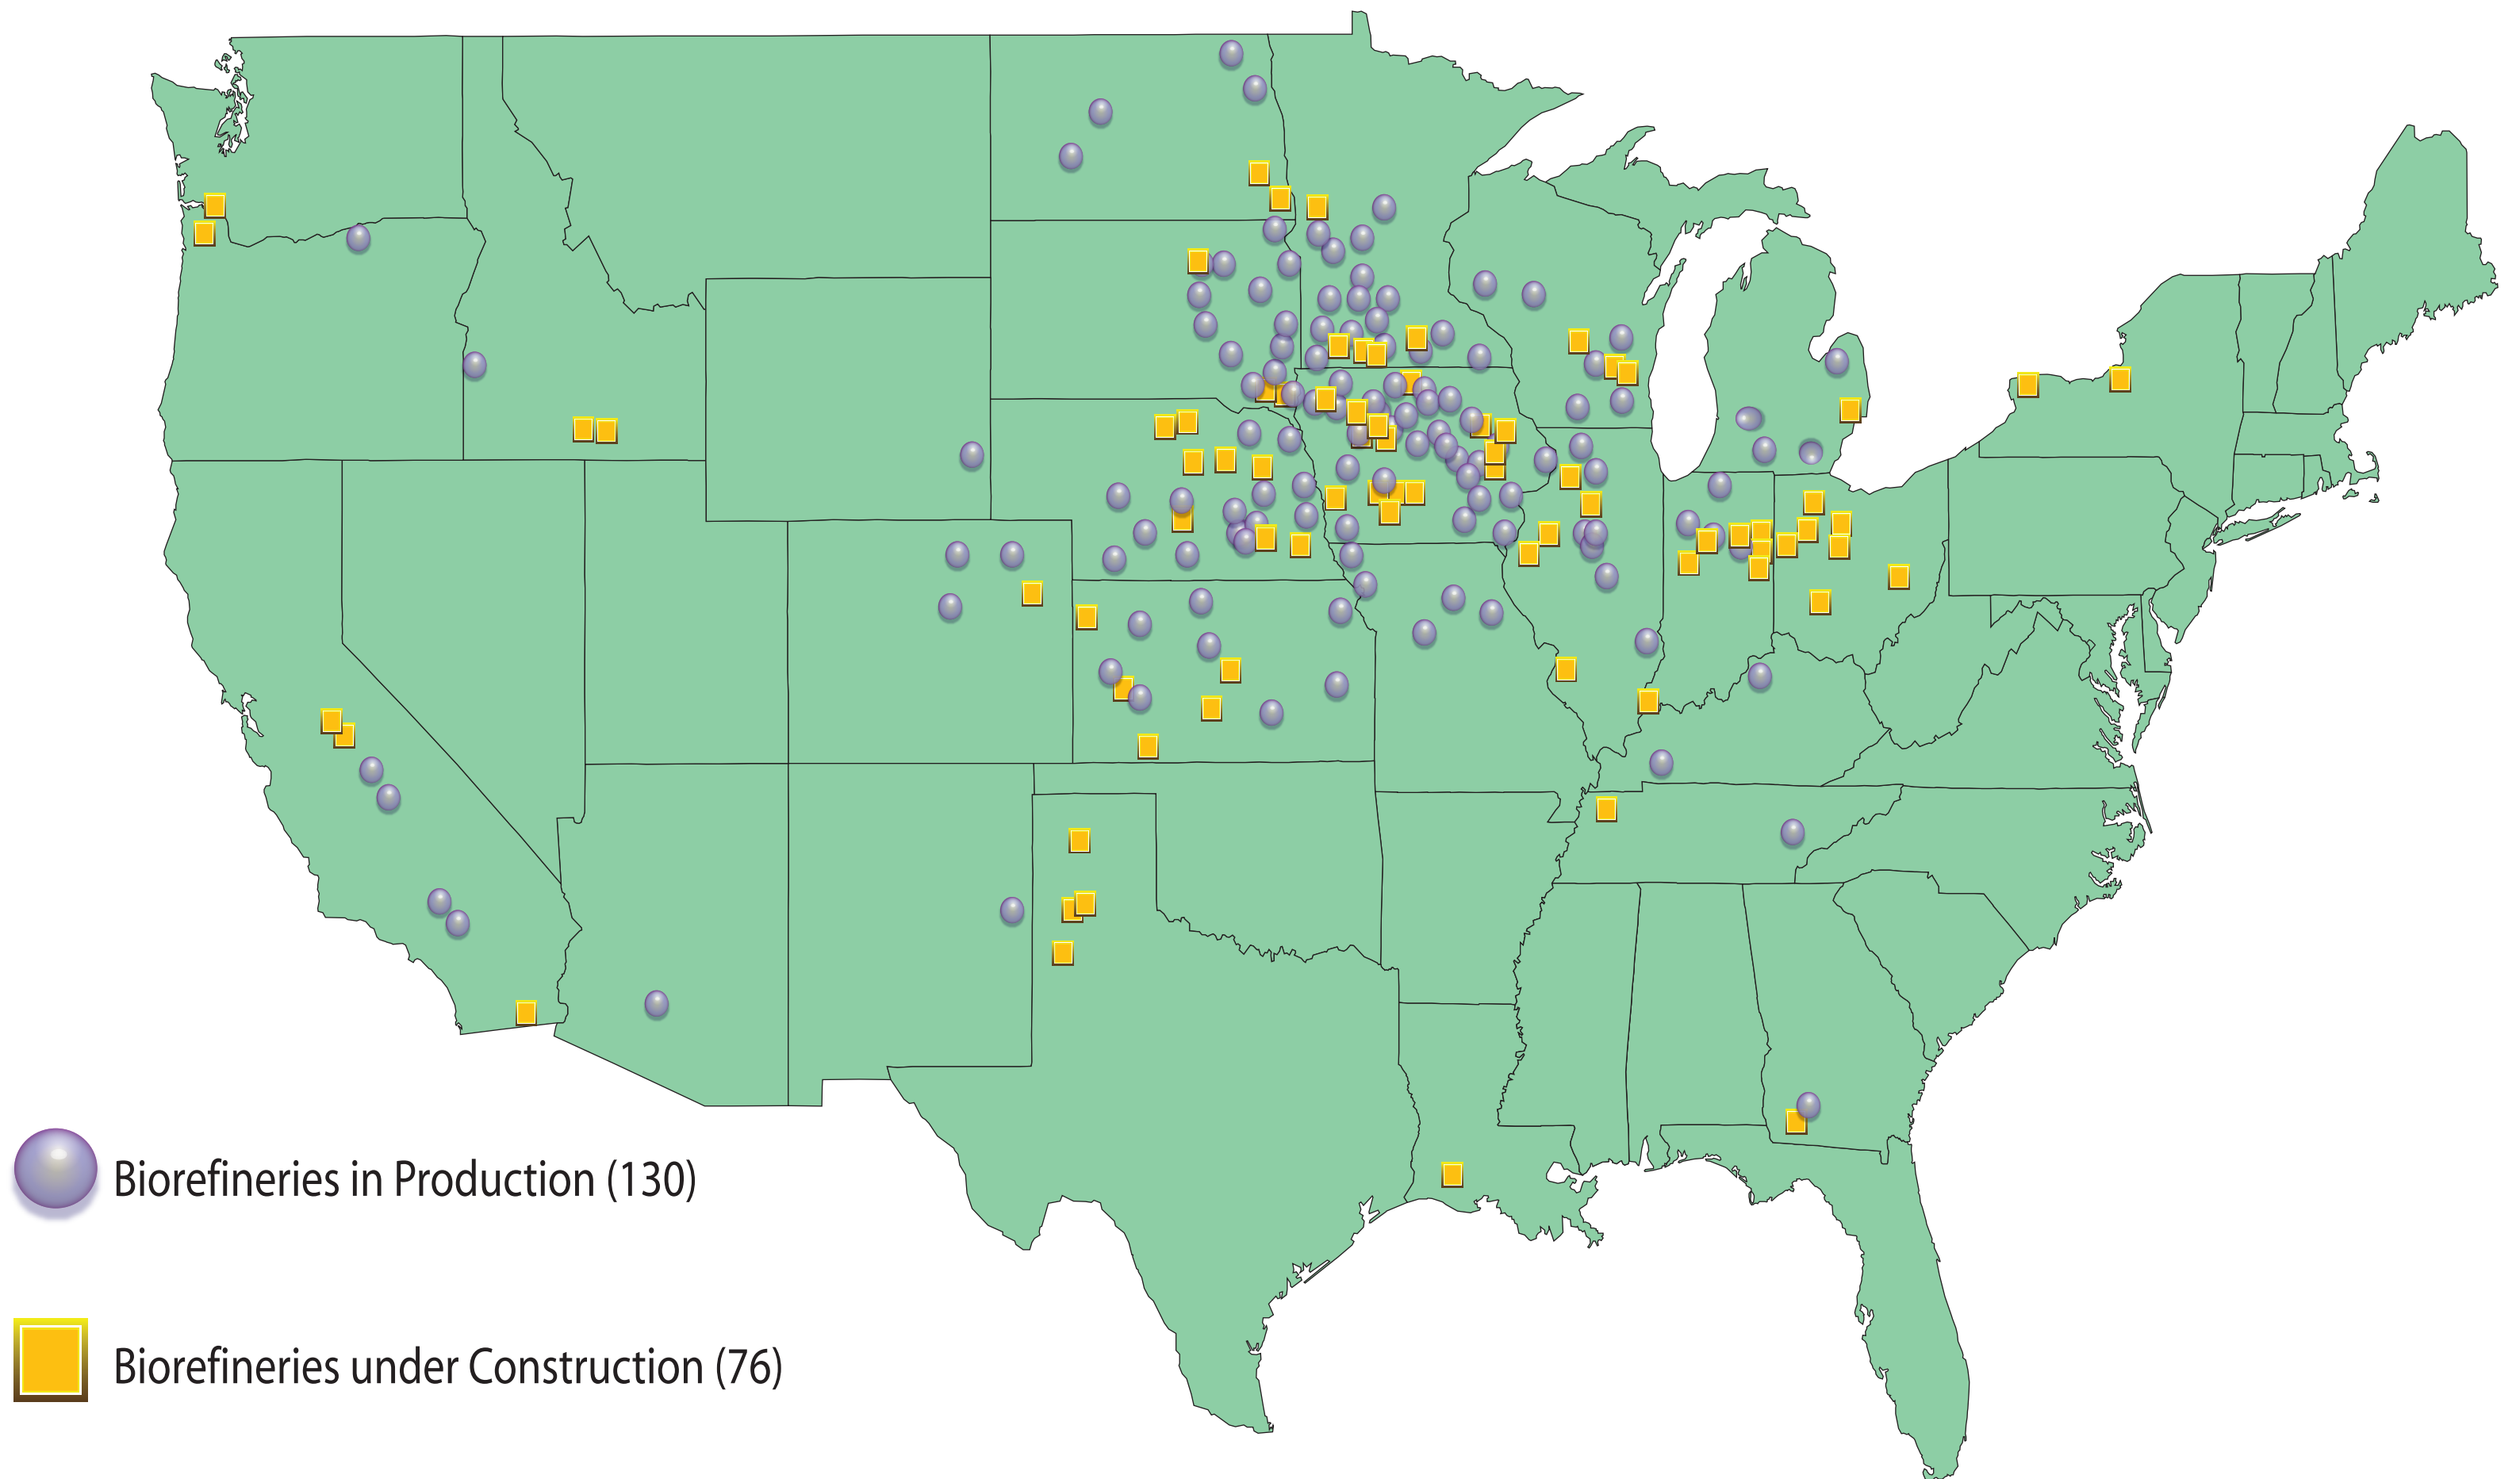 Biorefineries in Production (130)
Biorefineries under Construction (76)